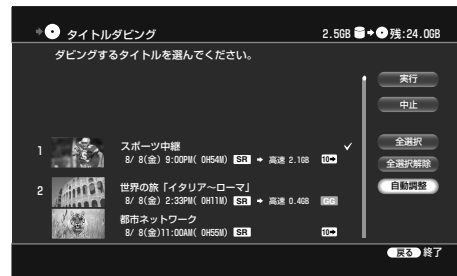 タイトルダビング 2.5GB 残:24.0GB
ダビングするタイトルを選んでください。
実行
中止
1 スポーツ中継
8/ 8(金) 9:00PM( 0H54M) SR 高速 2.1GB 10
全選択
全選択解除
2 世界の旅「イタリア～ローマ」
8/ 8(金) 2:33PM( 0H11M) SR 高速 0.4GB GG
自動調整
都市ネットワーク
8/ 8(金)11:00AM( 0H55M) SR 10
戻る 終了